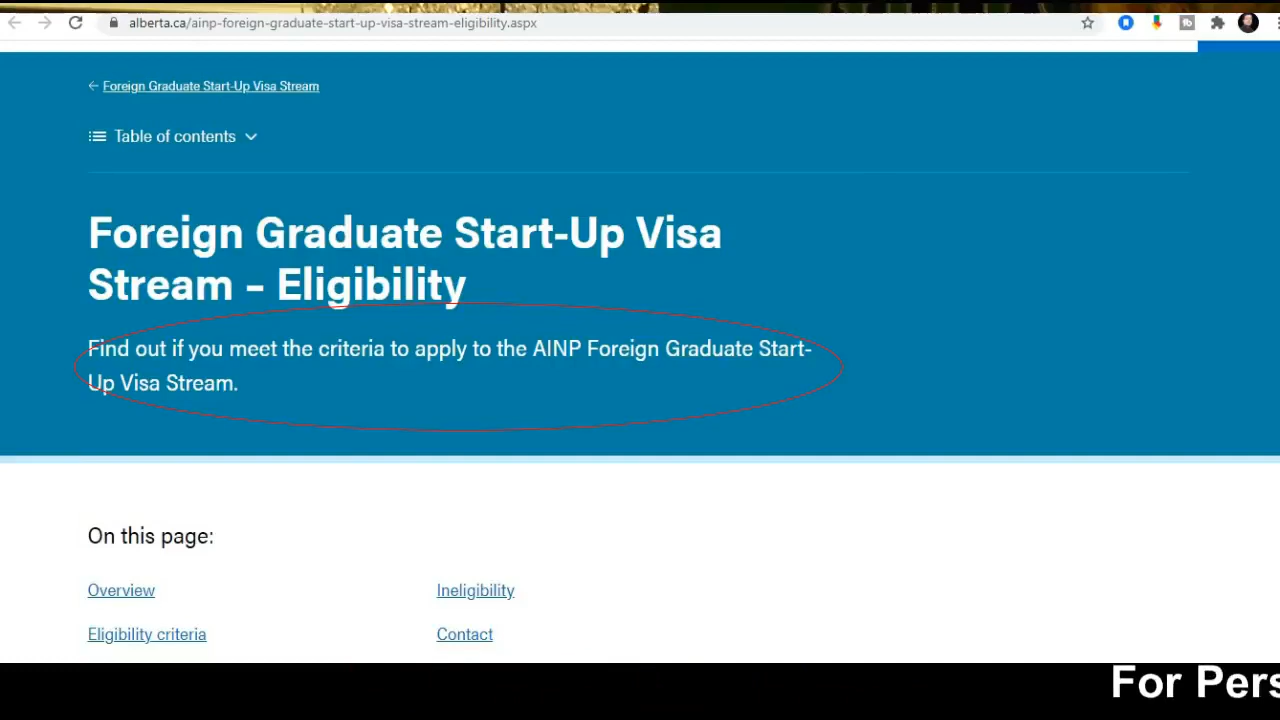 alberta.ca/ainp-foreign-graduate-start-up-visa-stream-eligibility.aspx
Foreign Graduate Start-Up Visa Stream
Table of contents
Foreign Graduate Start-Up Visa
Stream – Eligibility
Find out if you meet the criteria to apply to the AINP Foreign Graduate Start-
Up Visa Stream.
On this page:
Overview
Ineligibility
Eligibility criteria
Contact
For Pers